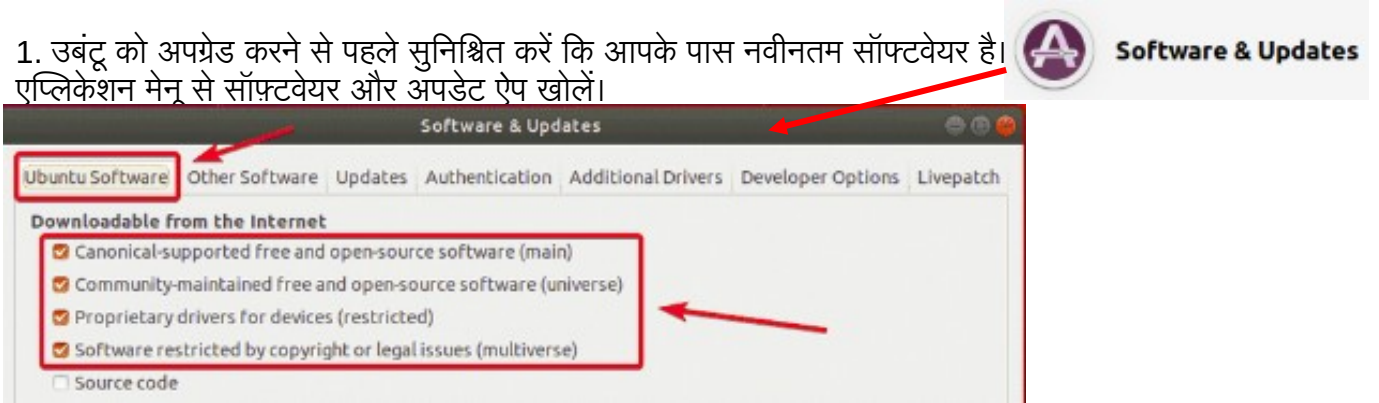 1. उबंटू को अपग्रेड करने से पहले सुनिश्चित करें कि आपके पास नवीनतम सॉफ्टवेयर है।
एप्लिकेशन मेनू से सॉफ़्टवेयर और अपडेट ऐप खोलें।
Software & Updates
Software & Updates
Ubuntu Software Other Software Updates Authentication Additional Drivers Developer Options Livepatch
Downloadable from the Internet
Canonical-supported free and open-source software (main)
Community-maintained free and open-source software (universe)
Proprietary drivers for devices (restricted)
Software restricted by copyright or legal issues (multiverse)
Source code